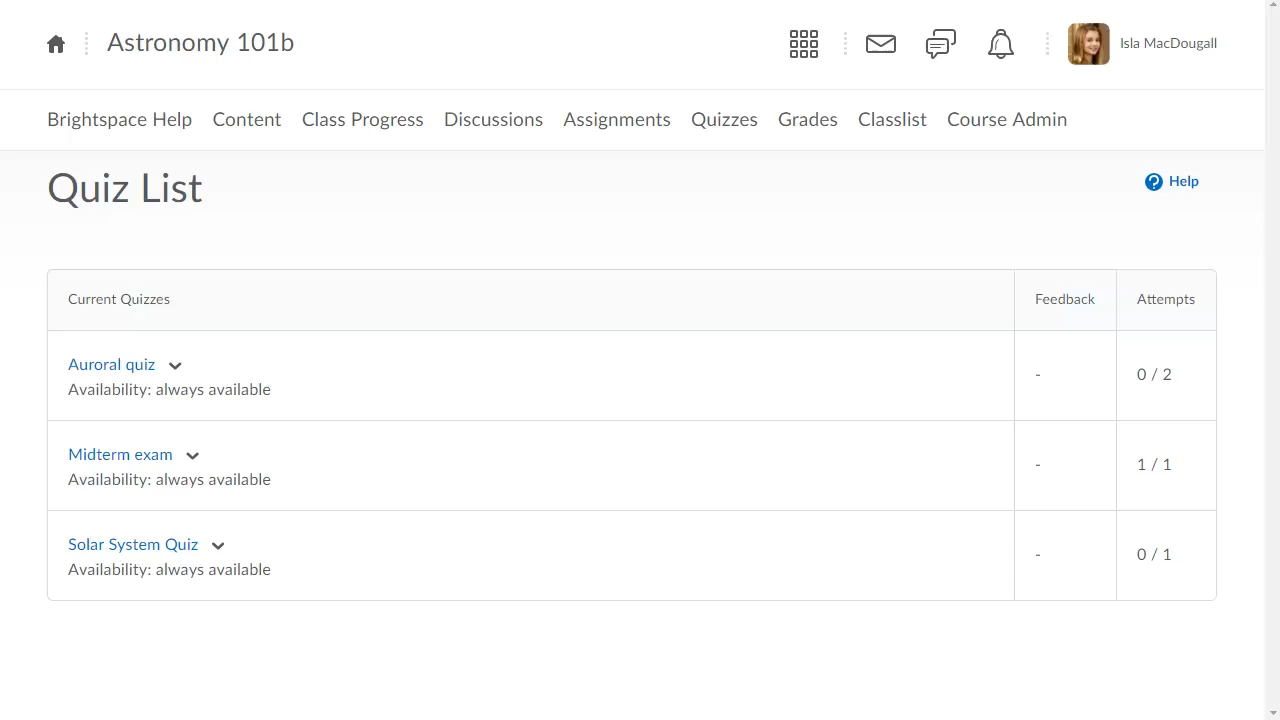 Astronomy 101b
Isla MacDougall
Brightspace Help Content Class Progress Discussions Assignments Quizzes Grades Classlist Course Admin
Quiz List
Help
Current Quizzes Feedback Attempts
Auroral quiz
Availability: always available
- 0 / 2
Midterm exam
Availability: always available
- 1 / 1
Solar System Quiz
Availability: always available
- 0 / 1